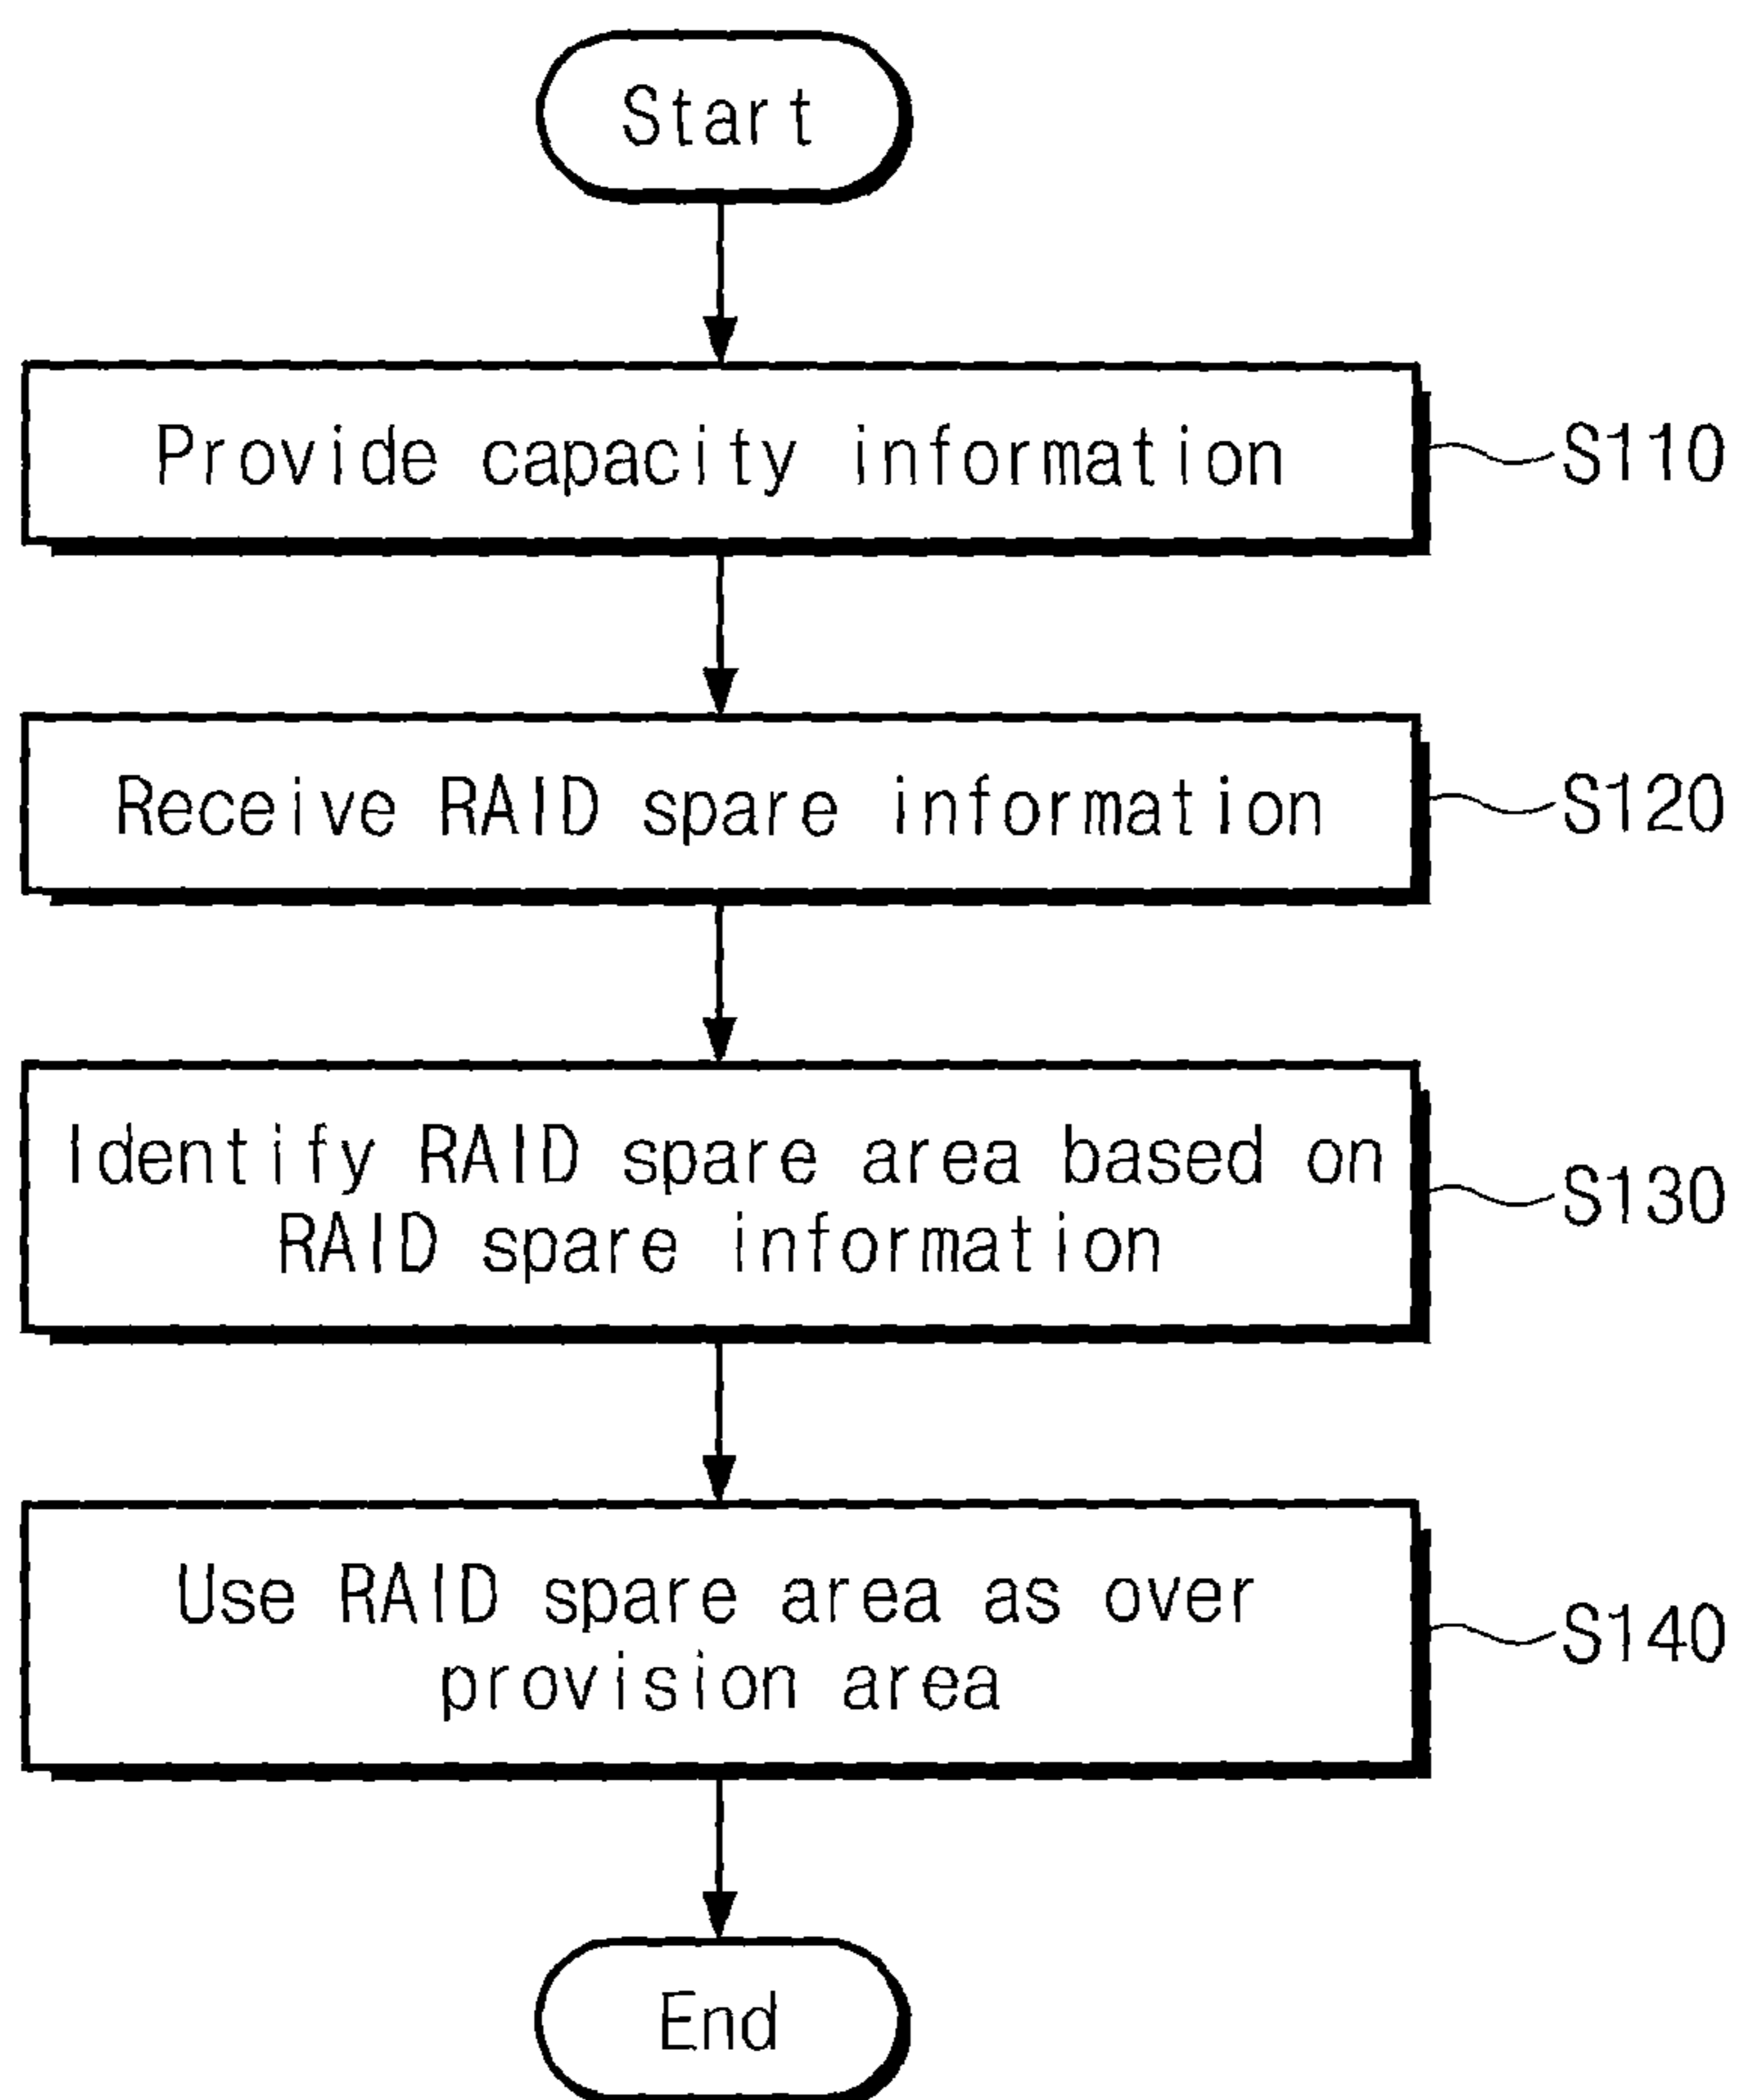 Start
Provide capacity information
S110
Receive RAID spare information
S120
Identify RAID spare area based on
RAID spare information
S130
Use RAID spare area as over
provision area
S140
End